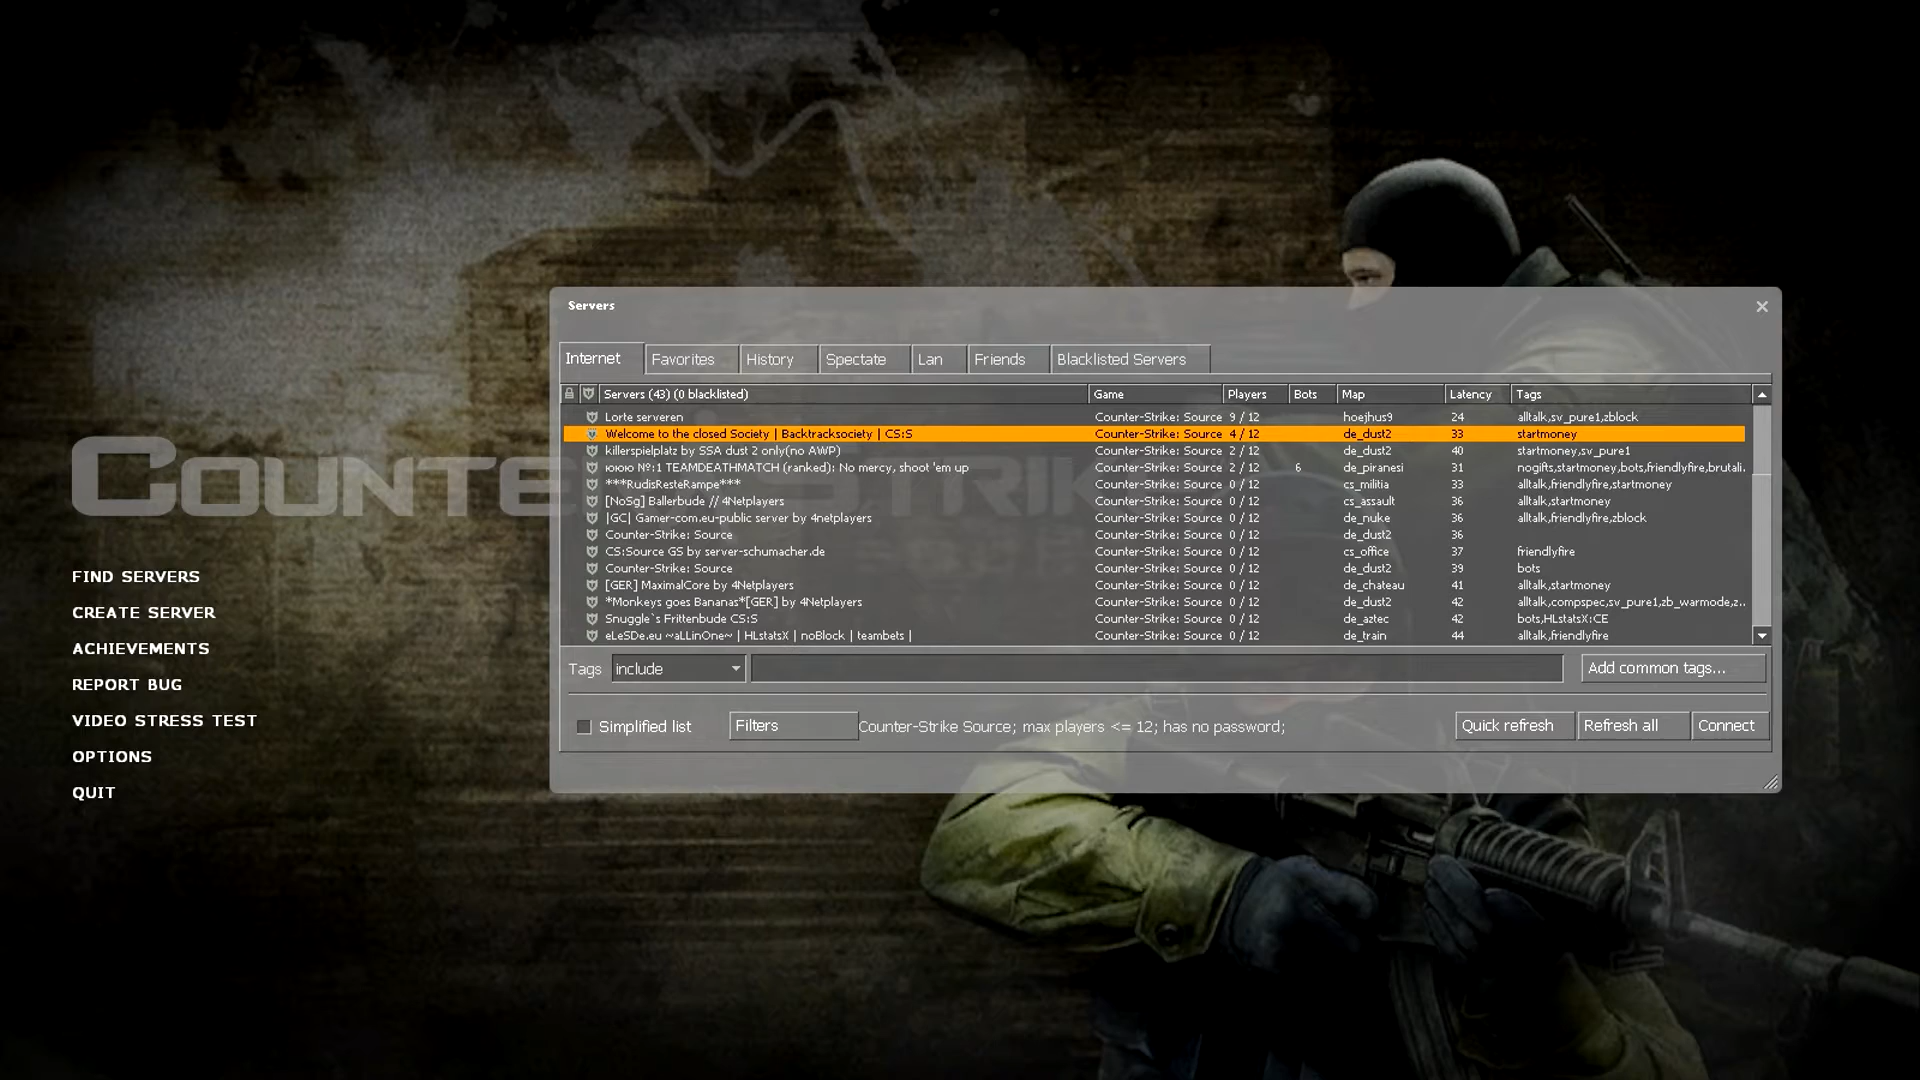 Servers
Internet Favorites History Spectate Lan Friends Blacklisted Servers
Servers (43) (0 blacklisted) Game Players Bots Map Latency Tags
Lorte serveren Counter-Strike: Source 9 / 12 hoejhus9 24 alltalk,sv_pure1,zblock
Welcome to the closed Society | Backtracksociety | CS:S Counter-Strike: Source 4 / 12 de_dust2 33 startmoney
killerspielplatz by SSA dust 2 only(no AWP) Counter-Strike: Source 2 / 12 de_dust2 40 startmoney,sv_pure1
ююю №:1 TEAMDEATHMATCH (ranked): No mercy, shoot 'em up Counter-Strike: Source 2 / 12 6 de_piranesi 31 nogifts,startmoney,bots,friendlyfire,brutali..
***RudisResteRampe*** Counter-Strike: Source 0 / 12 cs_militia 33 alltalk,friendlyfire,startmoney
[NoSg] Ballerbude // 4Netplayers Counter-Strike: Source 0 / 12 cs_assault 36 alltalk,startmoney
|GC| Gamer-com.eu-public server by 4netplayers Counter-Strike: Source 0 / 12 de_nuke 36 alltalk,friendlyfire,zblock
Counter-Strike: Source Counter-Strike: Source 0 / 12 de_dust2 36
CS:Source GS by server-schumacher.de Counter-Strike: Source 0 / 12 cs_office 37 friendlyfire
Counter-Strike: Source Counter-Strike: Source 0 / 12 de_dust2 39 bots
[GER] MaximalCore by 4Netplayers Counter-Strike: Source 0 / 12 de_chateau 41 alltalk,startmoney
*Monkeys goes Bananas*[GER] by 4Netplayers Counter-Strike: Source 0 / 12 de_dust2 42 alltalk,compspec,sv_pure1,zb_warmode,z..
Snuggle`s Frittenbude CS:S Counter-Strike: Source 0 / 12 de_aztec 42 bots,HLstatsX:CE
eLeSDe.eu ~aLLinOne~ | HLstatsX | noBlock | teambets | Counter-Strike: Source 0 / 12 de_train 44 alltalk,friendlyfire
Tags include Add common tags...
Simplified list Filters Counter-Strike Source; max players <= 12; has no password; Quick refresh Refresh all Connect
COUNTER STRIKE
FIND SERVERS
CREATE SERVER
ACHIEVEMENTS
REPORT BUG
VIDEO STRESS TEST
OPTIONS
QUIT